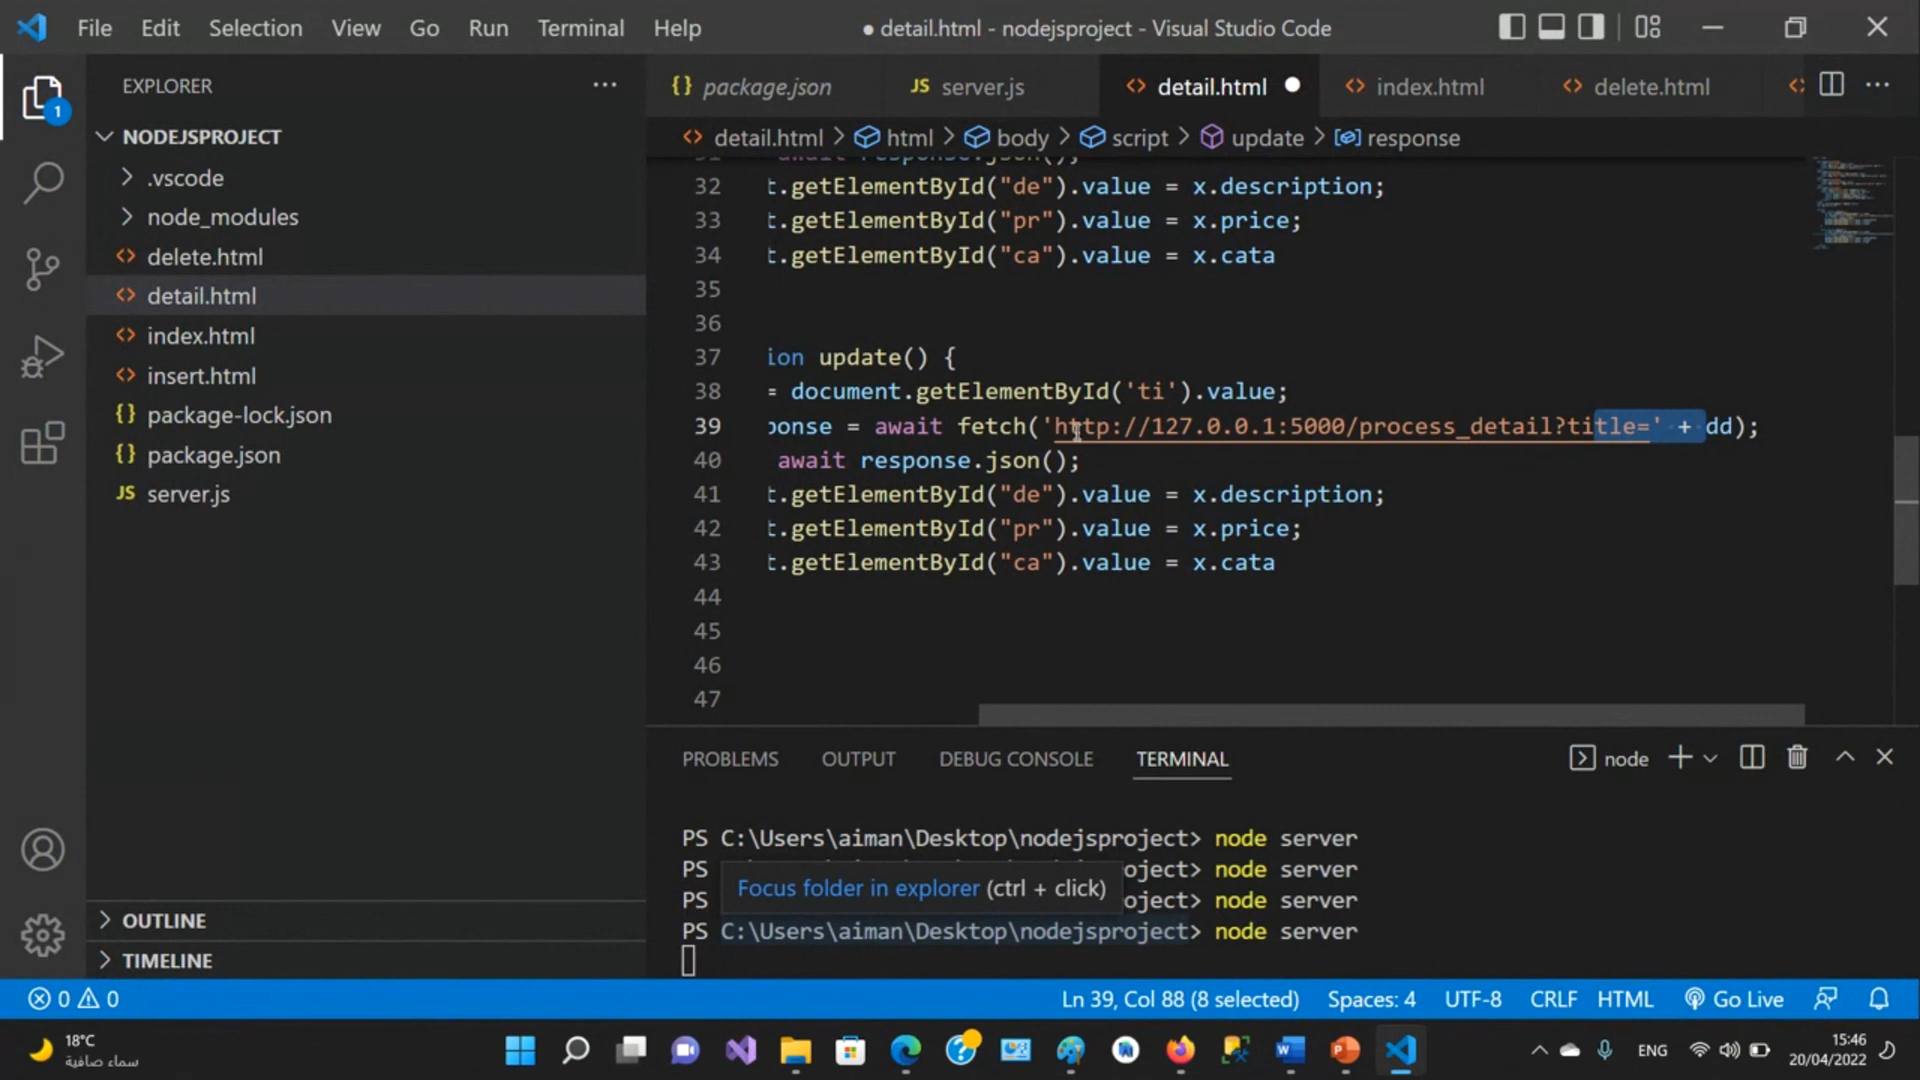 File Edit Selection View Go Run Terminal Help
● detail.html - nodejsproject - Visual Studio Code
1
EXPLORER
NODEJSPROJECT
.vscode
node_modules
delete.html
detail.html
index.html
insert.html
package-lock.json
package.json
server.js
OUTLINE
TIMELINE
package.json server.js detail.html index.html delete.html
detail.html > html > body > script > update > response
31 await response.json();
32 t.getElementById("de").value = x.description;
33 t.getElementById("pr").value = x.price;
34 t.getElementById("ca").value = x.cata
35
36
37 ion update() {
38 = document.getElementById('ti').value;
39 ponse = await fetch('http://127.0.0.1:5000/process_detail?title=' + dd);
40 await response.json();
41 t.getElementById("de").value = x.description;
42 t.getElementById("pr").value = x.price;
43 t.getElementById("ca").value = x.cata
44
45
46
47
PROBLEMS OUTPUT DEBUG CONSOLE TERMINAL
node
PS C:\Users\aiman\Desktop\nodejsproject> node server
PS oject> node server
Focus folder in explorer (ctrl + click)
PS oject> node server
PS C:\Users\aiman\Desktop\nodejsproject> node server
0 0
Ln 39, Col 88 (8 selected) Spaces: 4 UTF-8 CRLF HTML Go Live
18°C
سماء صافية
ENG
15:46
20/04/2022